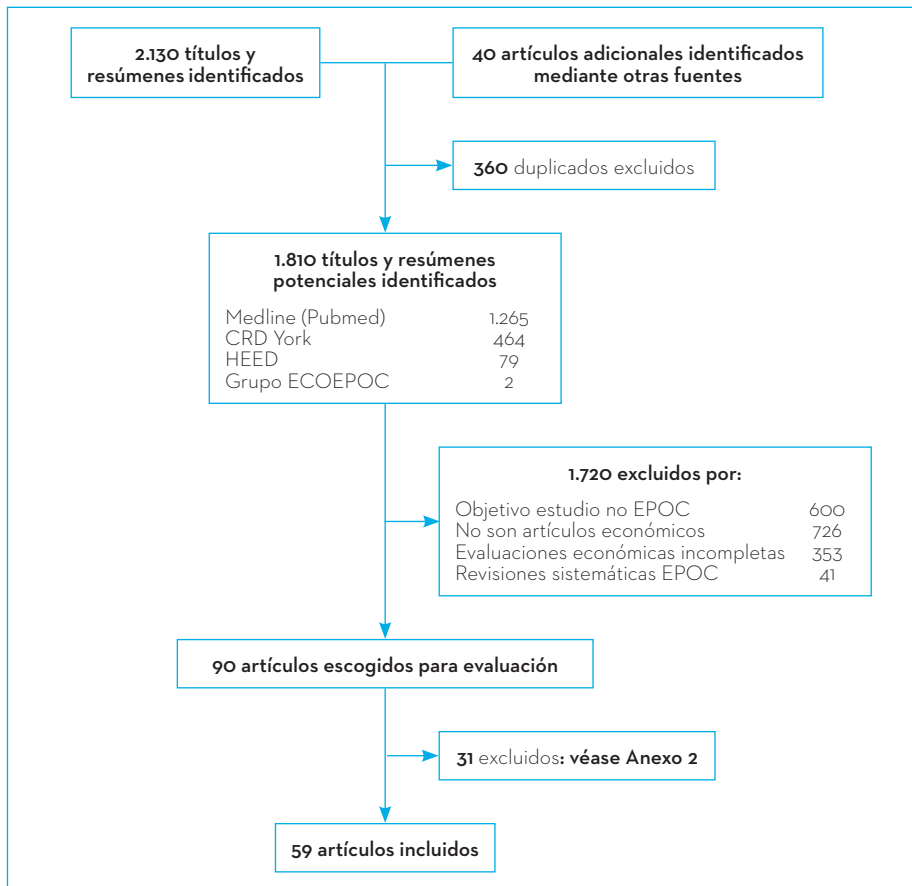 2.130 títulos y
resúmenes identificados
40 artículos adicionales identificados
mediante otras fuentes
360 duplicados excluidos
1.810 títulos y resúmenes
potenciales identificados
Medline (Pubmed) 1.265
CRD York 464
HEED 79
Grupo ECOEPOC 2
1.720 excluidos por:
Objetivo estudio no EPOC 600
No son artículos económicos 726
Evaluaciones económicas incompletas 353
Revisiones sistemáticas EPOC 41
90 artículos escogidos para evaluación
31 excluidos: véase Anexo 2
59 artículos incluidos